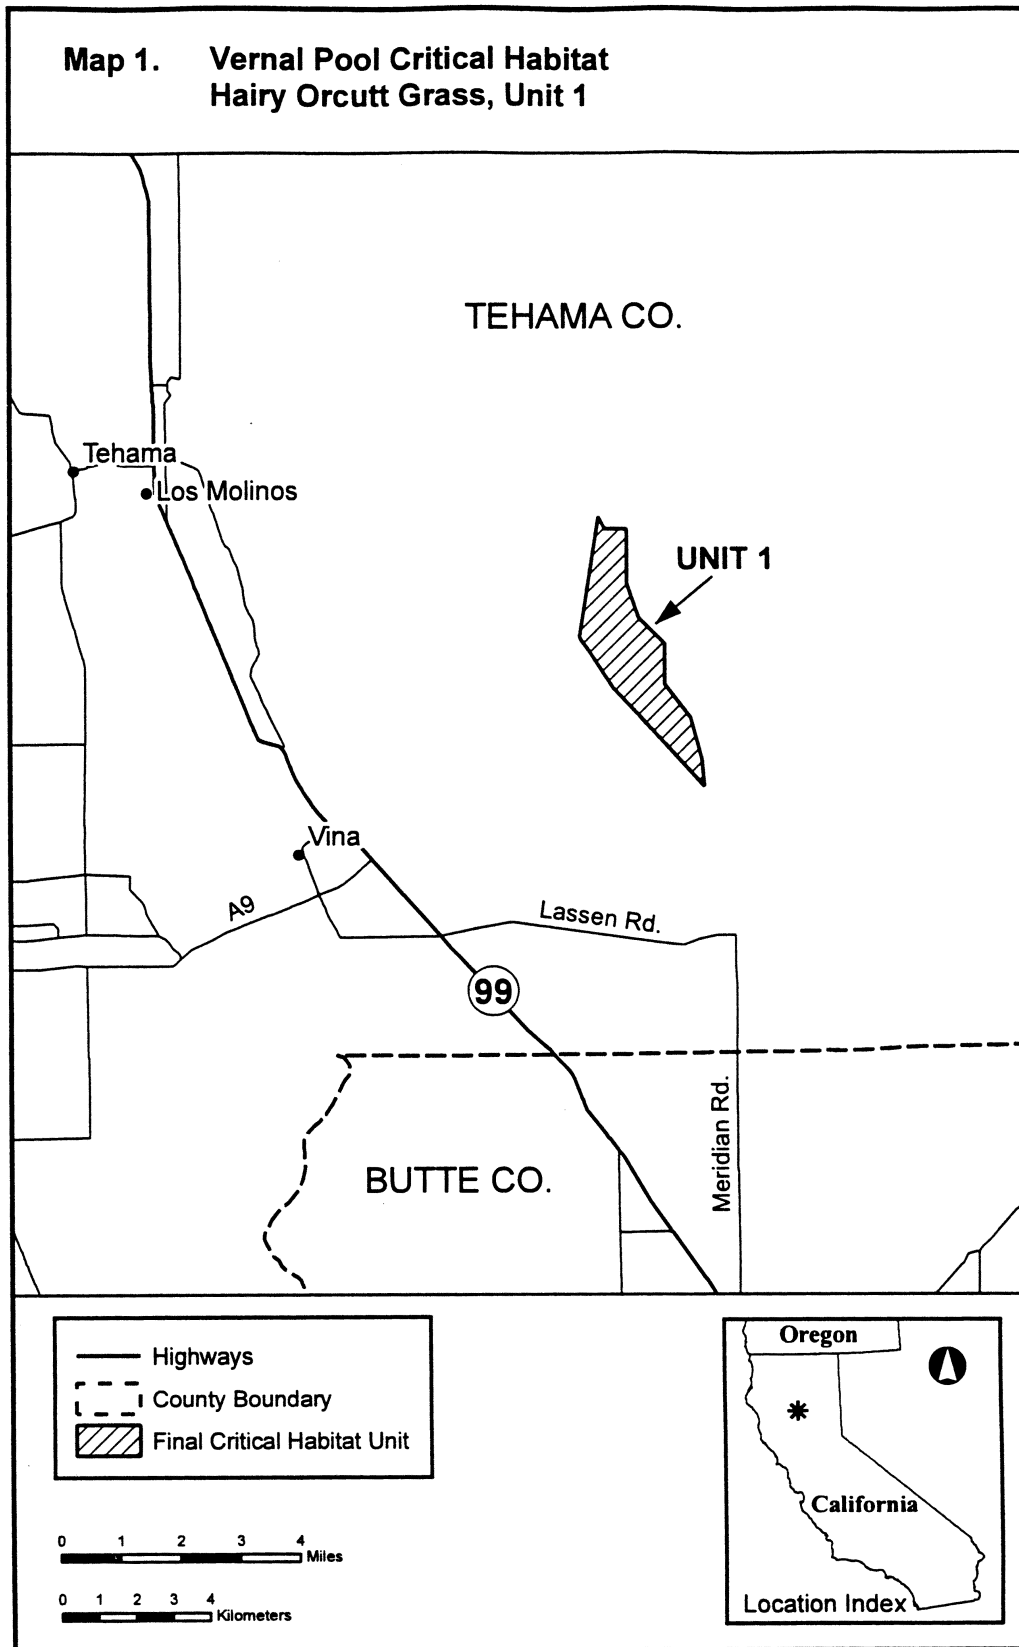 Map 1. Vernal Pool Critical Habitat
Hairy Orcutt Grass, Unit 1
TEHAMA CO.
Tehama
Los Molinos
UNIT 1
Vina
A9
Lassen Rd.
99
Meridian Rd.
BUTTE CO.
Highways
County Boundary
Final Critical Habitat Unit
0 1 2 3 4
Miles
0 1 2 3 4
Kilometers
Oregon
California
Location Index